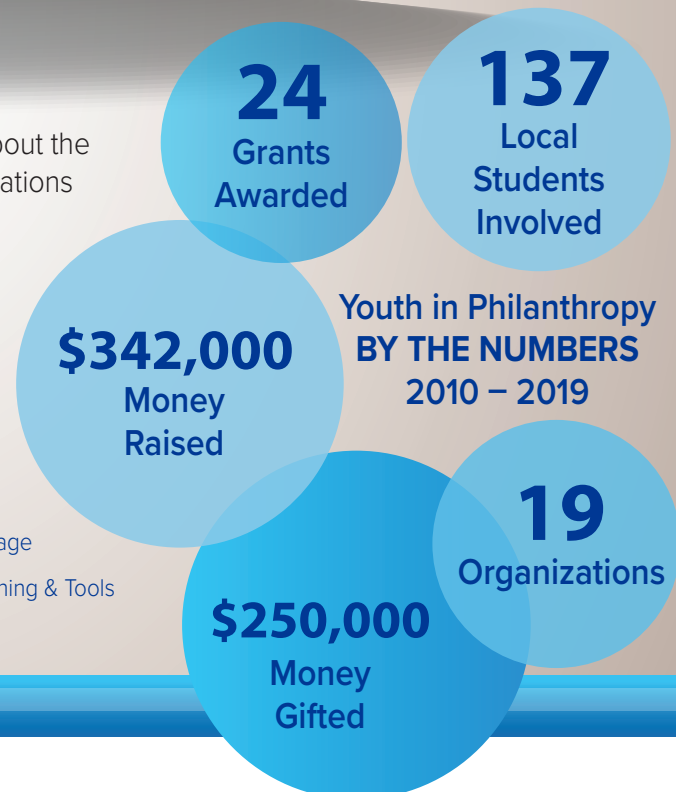 24
Grants
Awarded
137
Local
Students
Involved
out the
ations
$342,000
Money
Raised
Youth in Philanthropy
BY THE NUMBERS
2010 – 2019
19
Organizations
age
ning & Tools
$250,000
Money
Gifted